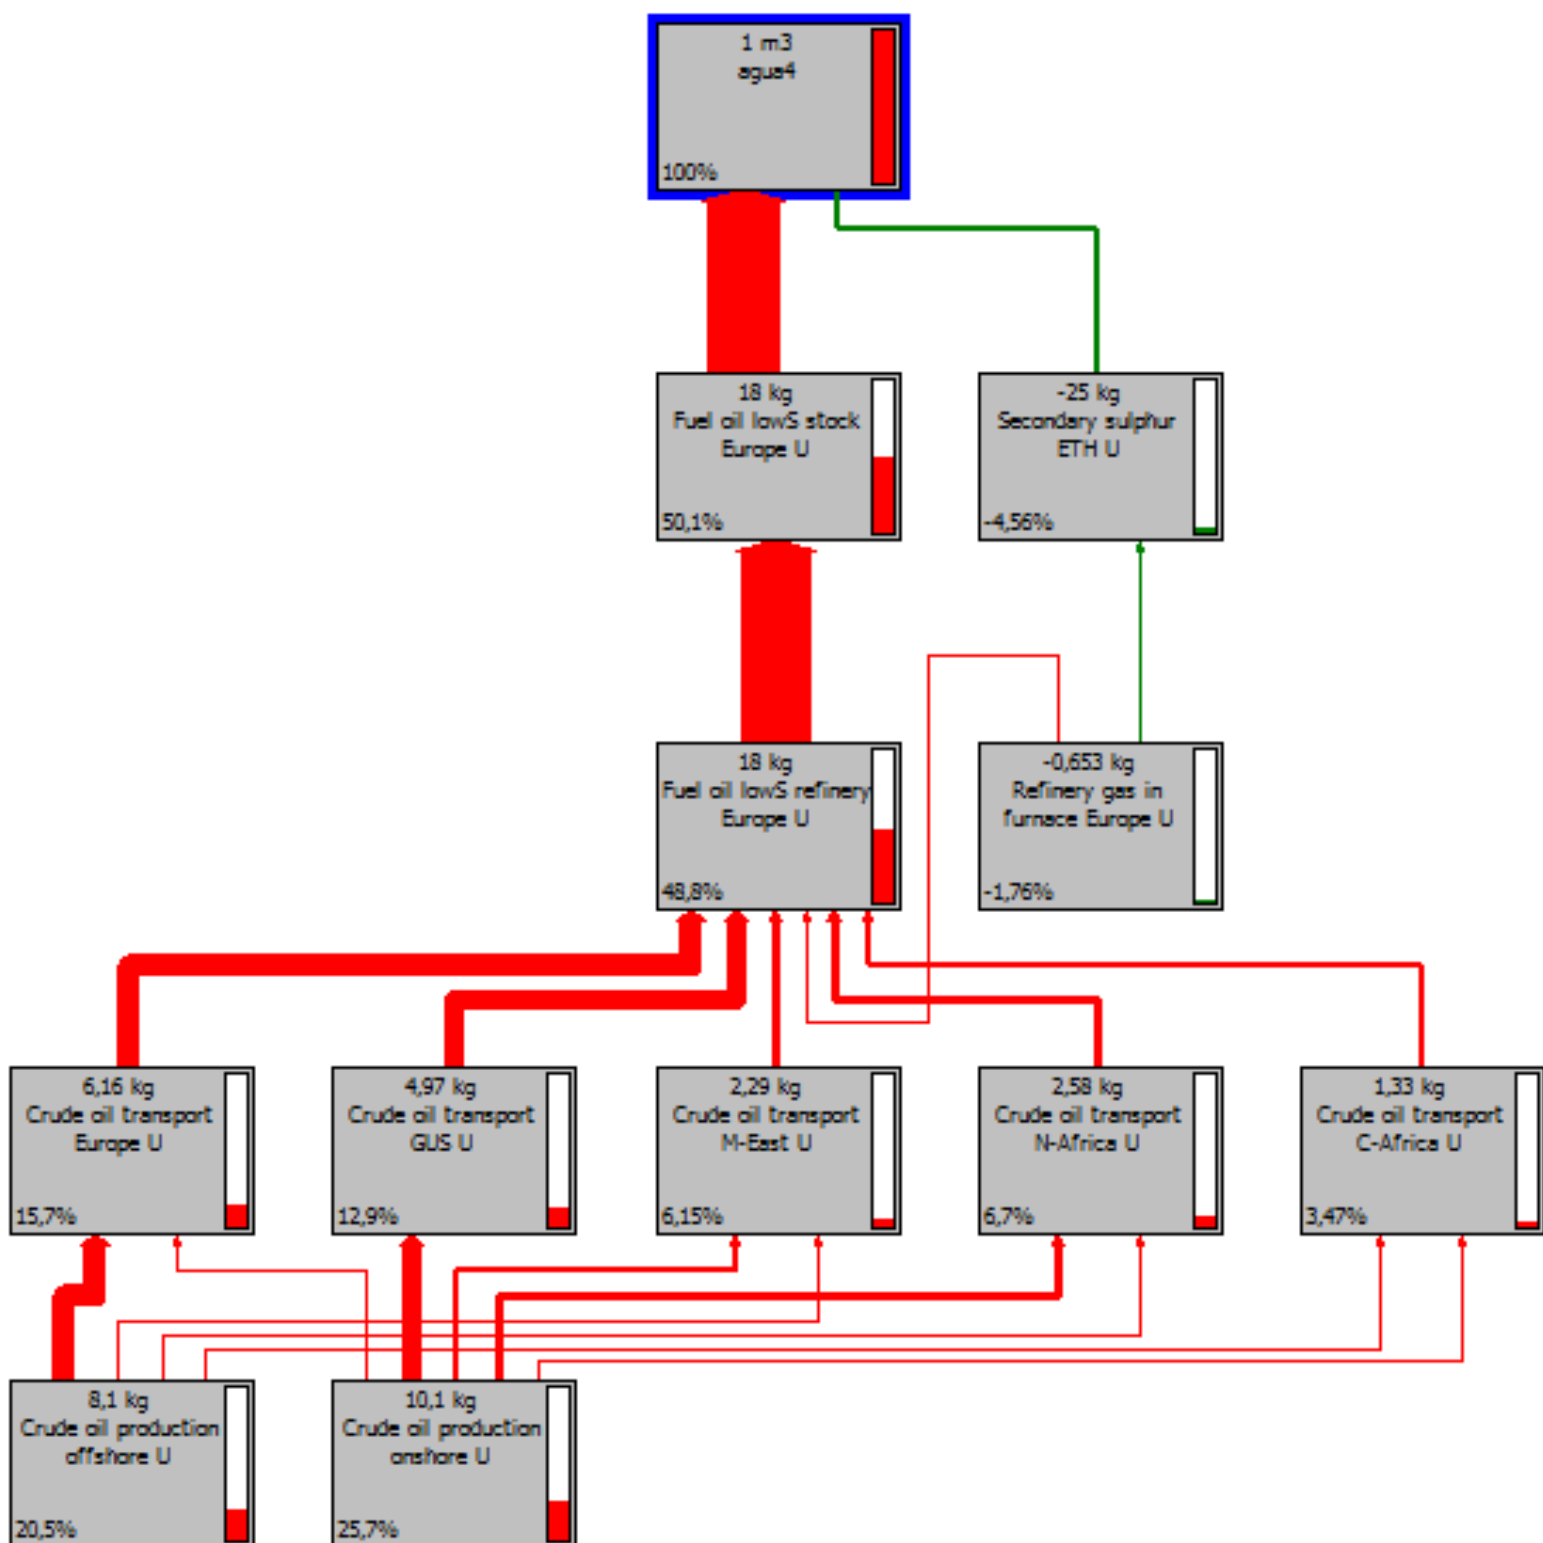 1 m3
agua4
100%
18 kg
Fuel oil lowS stock
Europe U
50,1%
-25 kg
Secondary sulphur
ETH U
-4,56%
18 kg
Fuel oil lowS refinery
Europe U
48,8%
-0,653 kg
Refinery gas in
furnace Europe U
-1,76%
6,16 kg
Crude oil transport
Europe U
15,7%
4,97 kg
Crude oil transport
GUS U
12,9%
2,29 kg
Crude oil transport
M-East U
6,15%
2,58 kg
Crude oil transport
N-Africa U
6,7%
1,33 kg
Crude oil transport
C-Africa U
3,47%
8,1 kg
Crude oil production
offshore U
20,5%
10,1 kg
Crude oil production
onshore U
25,7%